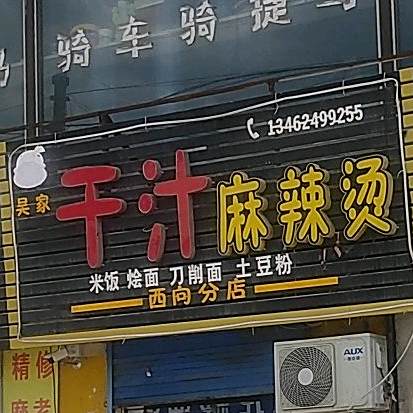 骑车骑捷
13462499255
吴家
干汁麻辣烫
米饭 烩面 刀削面 土豆粉
西向分店
精修
麻老
AUX